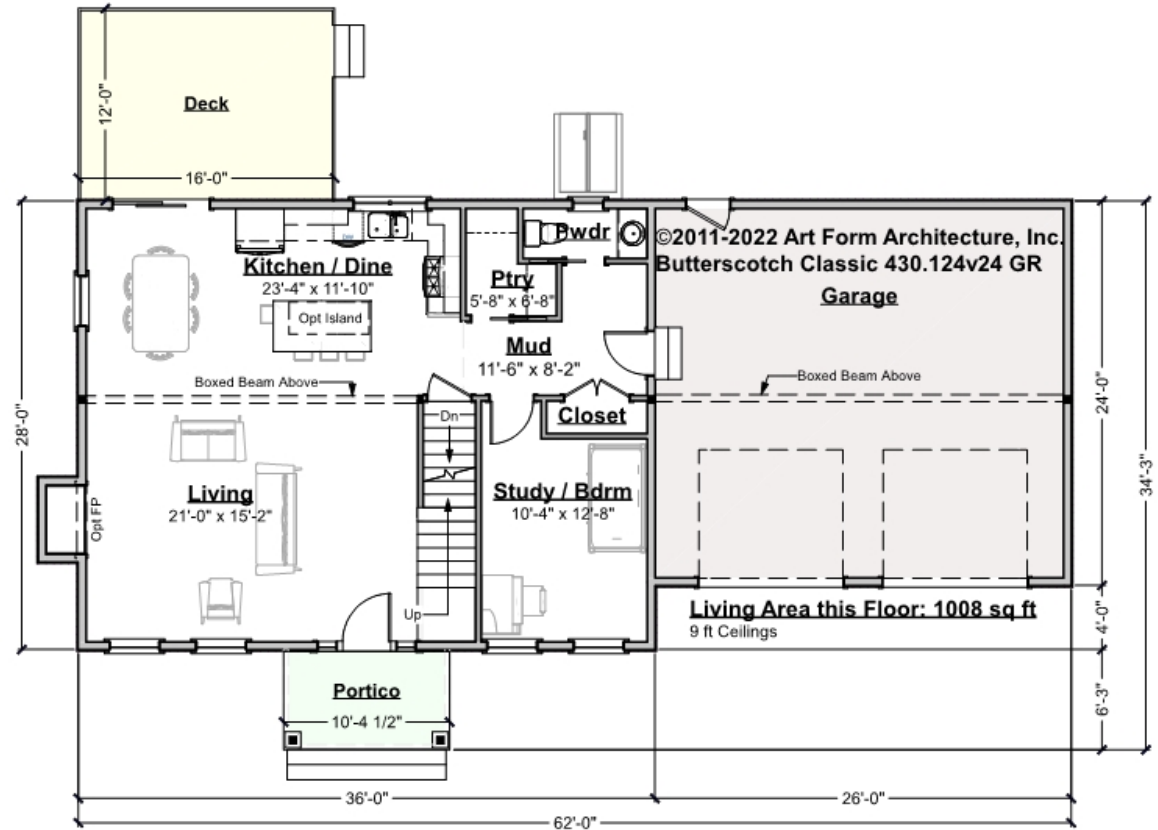 12'-0"
Deck
16'-0"
Pwdr
©2011-2022 Art Form Architecture, Inc.
Butterscotch Classic 430.124v24 GR
Garage
DW
Kitchen / Dine
23'-4" x 11'-10"
Ptry
5'-8" x 6'-8"
Opt Island
Mud
11'-6" x 8'-2"
Boxed Beam Above
Boxed Beam Above
Dn
Closet
28'-0"
24'-0"
34'-3"
Living
21'-0" x 15'-2"
Opt FP
Study / Bdrm
10'-4" x 12'-8"
Up
Living Area this Floor: 1008 sq ft
9 ft Ceilings
4'-0"
Portico
10'-4 1/2"
6'-3"
36'-0"
26'-0"
62'-0"